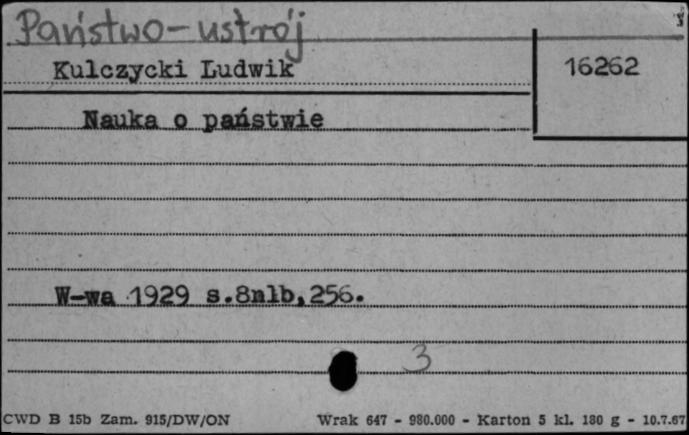 Państwo-ustrój
Kulczycki Ludwik
16262
Nauka o państwie
W-wa 1929 s.8nlb,256.
3
CWD B 15b Zam. 915/DW/ON Wrak 647 - 980.000 - Karton 5 kl. 180 g - 10.7.67